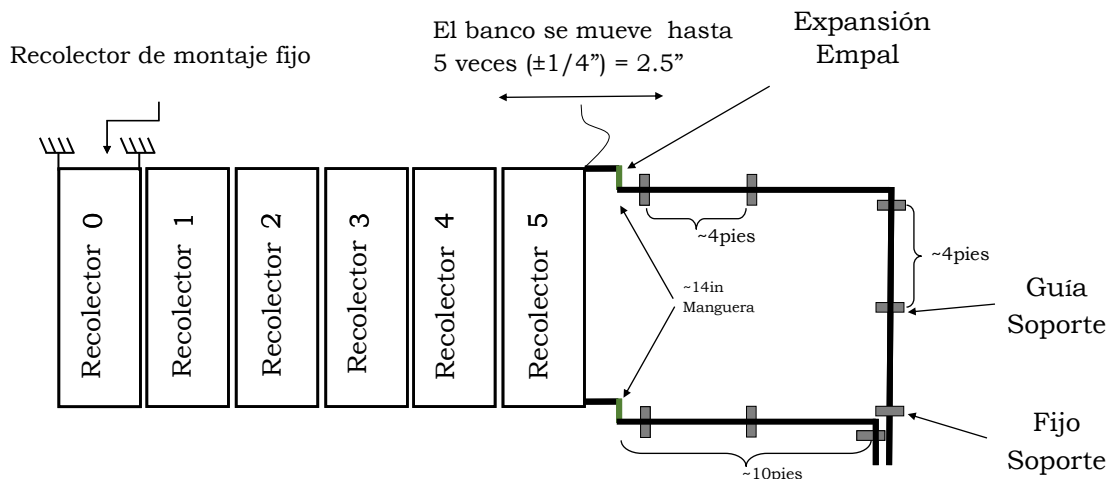 Recolector de montaje fijo
El banco se mueve hasta
5 veces (±1/4”) = 2.5”
Expansión
Empal
Recolector 0
Recolector 1
Recolector 2
Recolector 3
Recolector 4
Recolector 5
~4pies
~4pies
~14in
Manguera
Guía
Soporte
Fijo
Soporte
~10pies